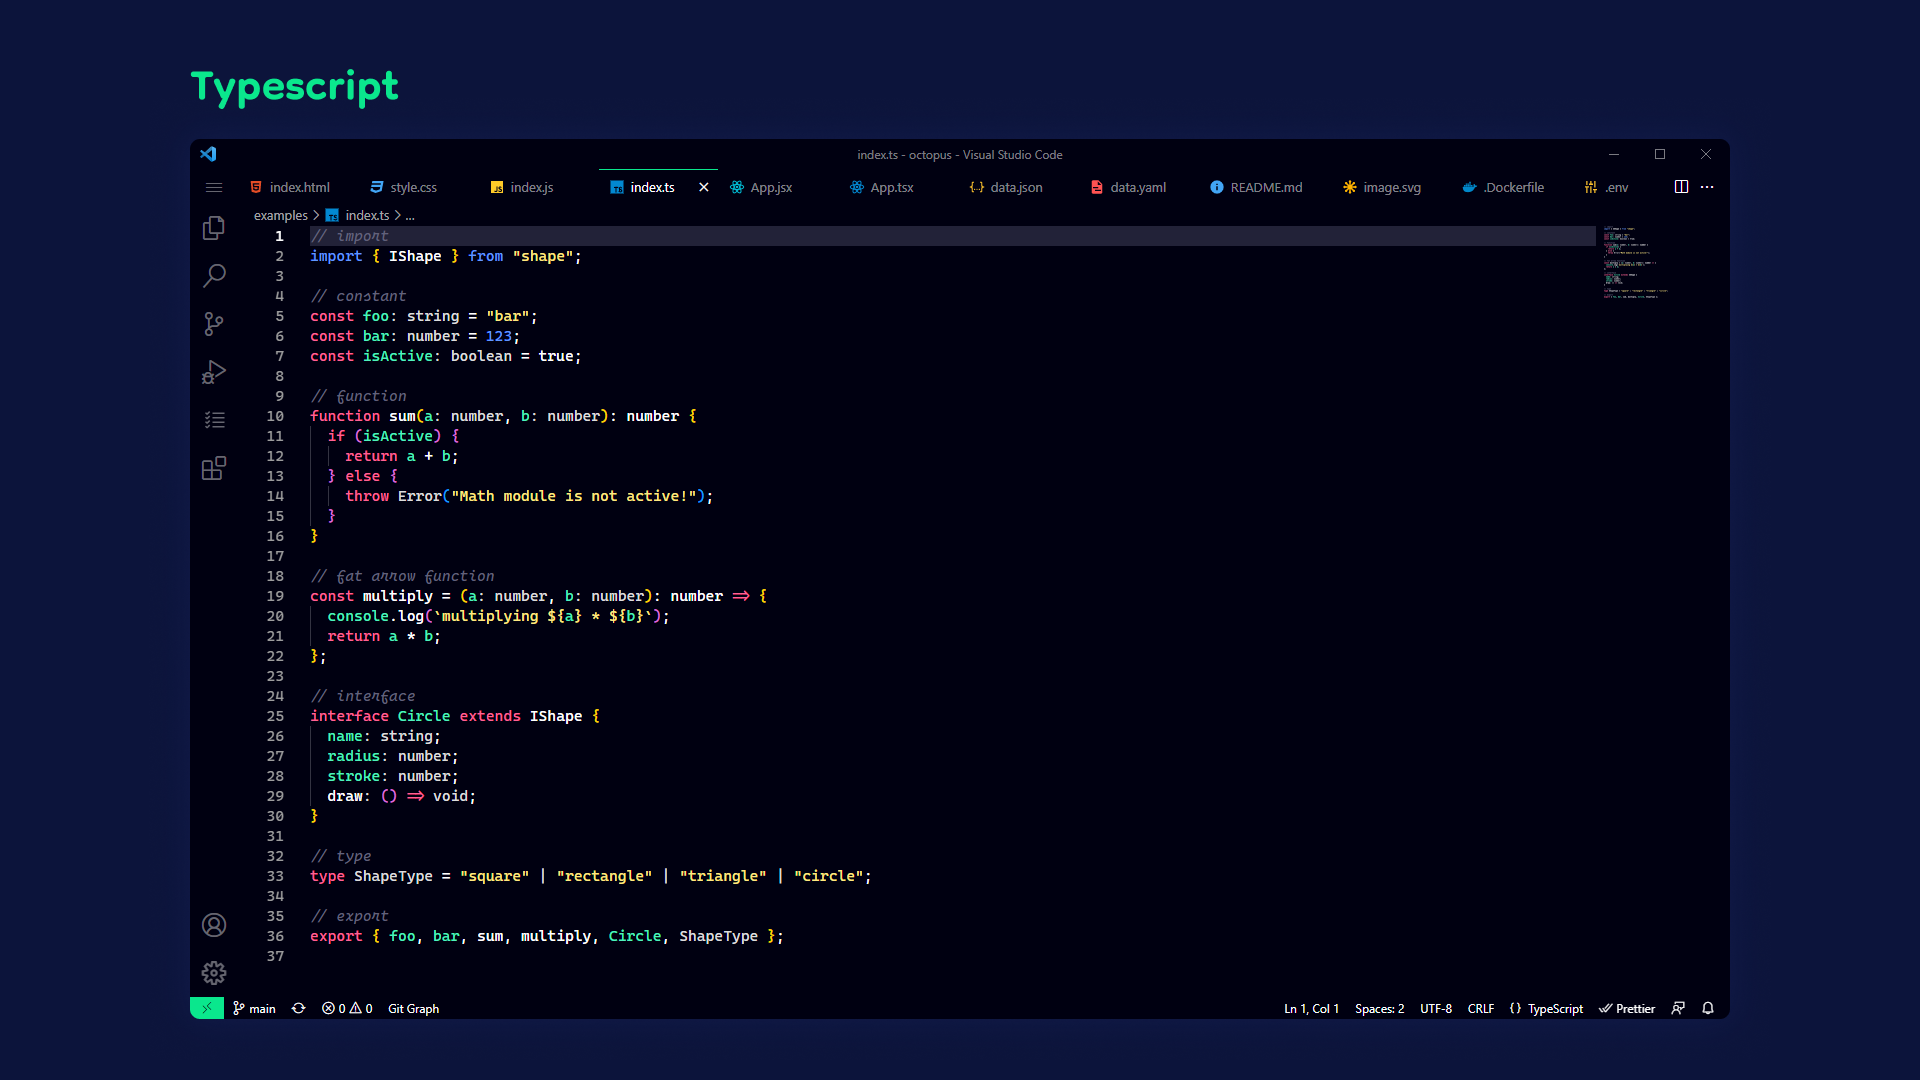 Typescript
index.ts - octopus - Visual Studio Code
index.html style.css index.js index.ts App.jsx App.tsx data.json data.yaml README.md image.svg .Dockerfile .env
examples > index.ts > ...
1 // import
2 import { IShape } from "shape";
3
4 // constant
5 const foo: string = "bar";
6 const bar: number = 123;
7 const isActive: boolean = true;
8
9 // function
10 function sum(a: number, b: number): number {
11 if (isActive) {
12 return a + b;
13 } else {
14 throw Error("Math module is not active!");
15 }
16 }
17
18 // fat arrow function
19 const multiply = (a: number, b: number): number => {
20 console.log(`multiplying ${a} * ${b}`);
21 return a * b;
22 };
23
24 // interface
25 interface Circle extends IShape {
26 name: string;
27 radius: number;
28 stroke: number;
29 draw: () => void;
30 }
31
32 // type
33 type ShapeType = "square" | "rectangle" | "triangle" | "circle";
34
35 // export
36 export { foo, bar, sum, multiply, Circle, ShapeType };
37
main 0 0 Git Graph Ln 1, Col 1 Spaces: 2 UTF-8 CRLF {} TypeScript Prettier